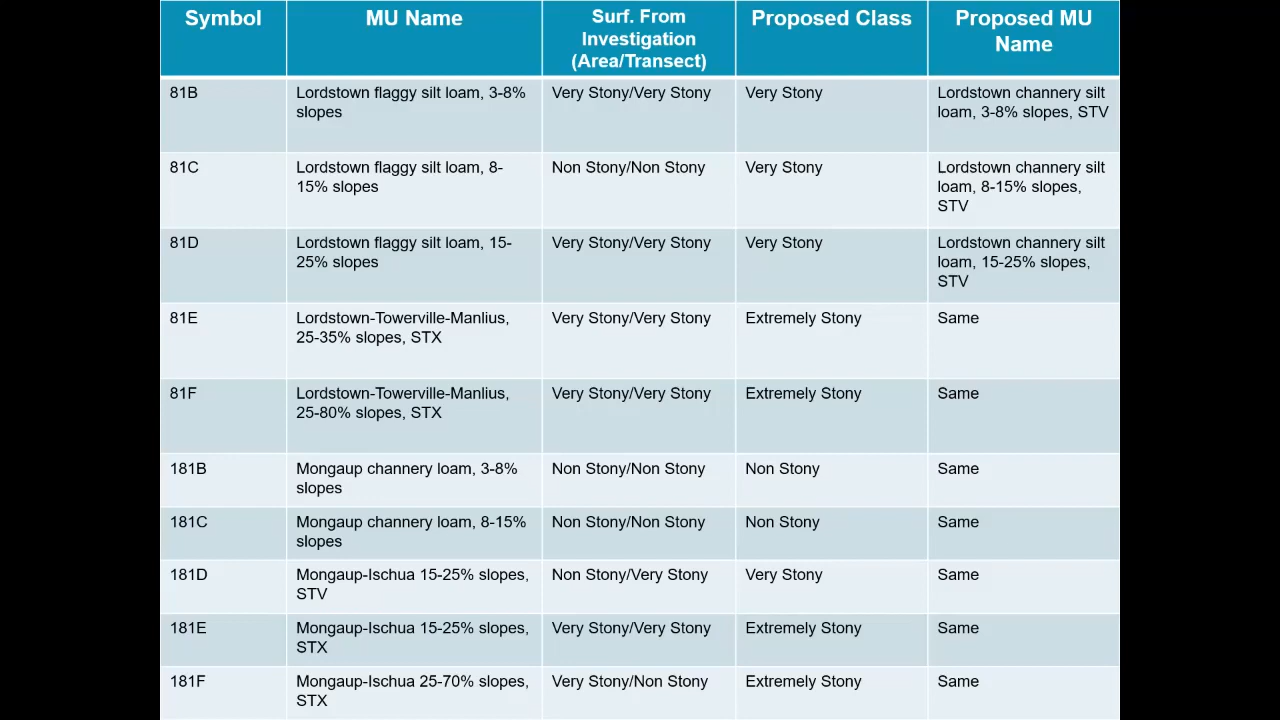 Symbol
MU Name
Surf. From
Investigation
(Area/Transect)
Proposed Class
Proposed MU
Name
81B
Lordstown flaggy silt loam, 3-8%
slopes
Very Stony/Very Stony
Very Stony
Lordstown channery silt
loam, 3-8% slopes, STV
81C
Lordstown flaggy silt loam, 8-
15% slopes
Non Stony/Non Stony
Very Stony
Lordstown channery silt
loam, 8-15% slopes,
STV
81D
Lordstown flaggy silt loam, 15-
25% slopes
Very Stony/Very Stony
Very Stony
Lordstown channery silt
loam, 15-25% slopes,
STV
81E
Lordstown-Towerville-Manlius,
25-35% slopes, STX
Very Stony/Very Stony
Extremely Stony
Same
81F
Lordstown-Towerville-Manlius,
25-80% slopes, STX
Very Stony/Very Stony
Extremely Stony
Same
181B
Mongaup channery loam, 3-8%
slopes
Non Stony/Non Stony
Non Stony
Same
181C
Mongaup channery loam, 8-15%
slopes
Non Stony/Non Stony
Non Stony
Same
181D
Mongaup-Ischua 15-25% slopes,
STV
Non Stony/Very Stony
Very Stony
Same
181E
Mongaup-Ischua 15-25% slopes,
STX
Very Stony/Very Stony
Extremely Stony
Same
181F
Mongaup-Ischua 25-70% slopes,
STX
Very Stony/Non Stony
Extremely Stony
Same